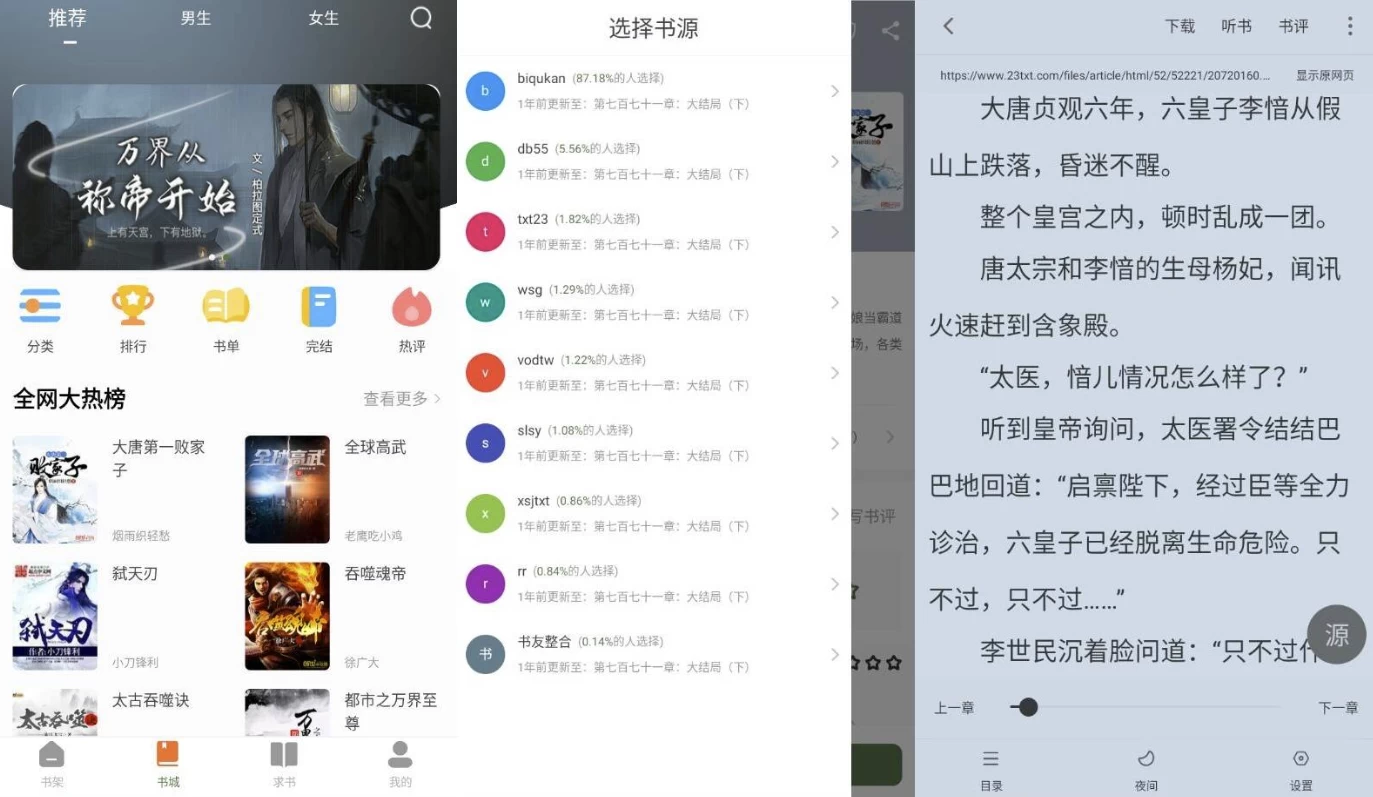 推荐
男生
女生
万界从
称帝开始
文/柏拉图定式
上有天宫，下有地狱。
分类
排行
书单
完结
热评
全网大热榜
查看更多
败家子
大唐第一败家
子
烟雨织轻愁
全球高武
全球高武
老鹰吃小鸡
弑天刃
作者:小刀锋利
弑天刃
小刀锋利
吞噬魂帝
徐广大
太古吞噬
太古吞噬诀
都市之万界至
尊
书架
书城
求书
我的
选择书源
b
biqukan (87.18%的人选择)
1年前更新至：第七百七十一章：大结局（下）
d
db55 (5.56%的人选择)
1年前更新至：第七百七十一章：大结局（下）
t
txt23 (1.82%的人选择)
1年前更新至：第七百七十一章：大结局（下）
w
wsg (1.29%的人选择)
1年前更新至：第七百七十一章：大结局（下）
v
vodtw (1.22%的人选择)
1年前更新至：第七百七十一章：大结局（下）
s
slsy (1.08%的人选择)
1年前更新至：第七百七十一章：大结局（下）
x
xsjtxt (0.86%的人选择)
1年前更新至：第七百七十一章：大结局（下）
r
rr (0.84%的人选择)
1年前更新至：第七百七十一章：大结局（下）
书
书友整合 (0.14%的人选择)
1年前更新至：第七百七十一章：大结局（下）
娘当霸道
场，各类
写书评
下载
听书
书评
https://www.23txt.com/files/article/html/52/52221/20720160....
显示原网页
大唐贞观六年，六皇子李愔从假
山上跌落，昏迷不醒。
整个皇宫之内，顿时乱成一团。
唐太宗和李愔的生母杨妃，闻讯
火速赶到含象殿。
“太医，愔儿情况怎么样了？”
听到皇帝询问，太医署令结结巴
巴地回道：“启禀陛下，经过臣等全力
诊治，六皇子已经脱离生命危险。只
不过，只不过……”
源
李世民沉着脸问道：“只不过什
上一章
下一章
目录
夜间
设置